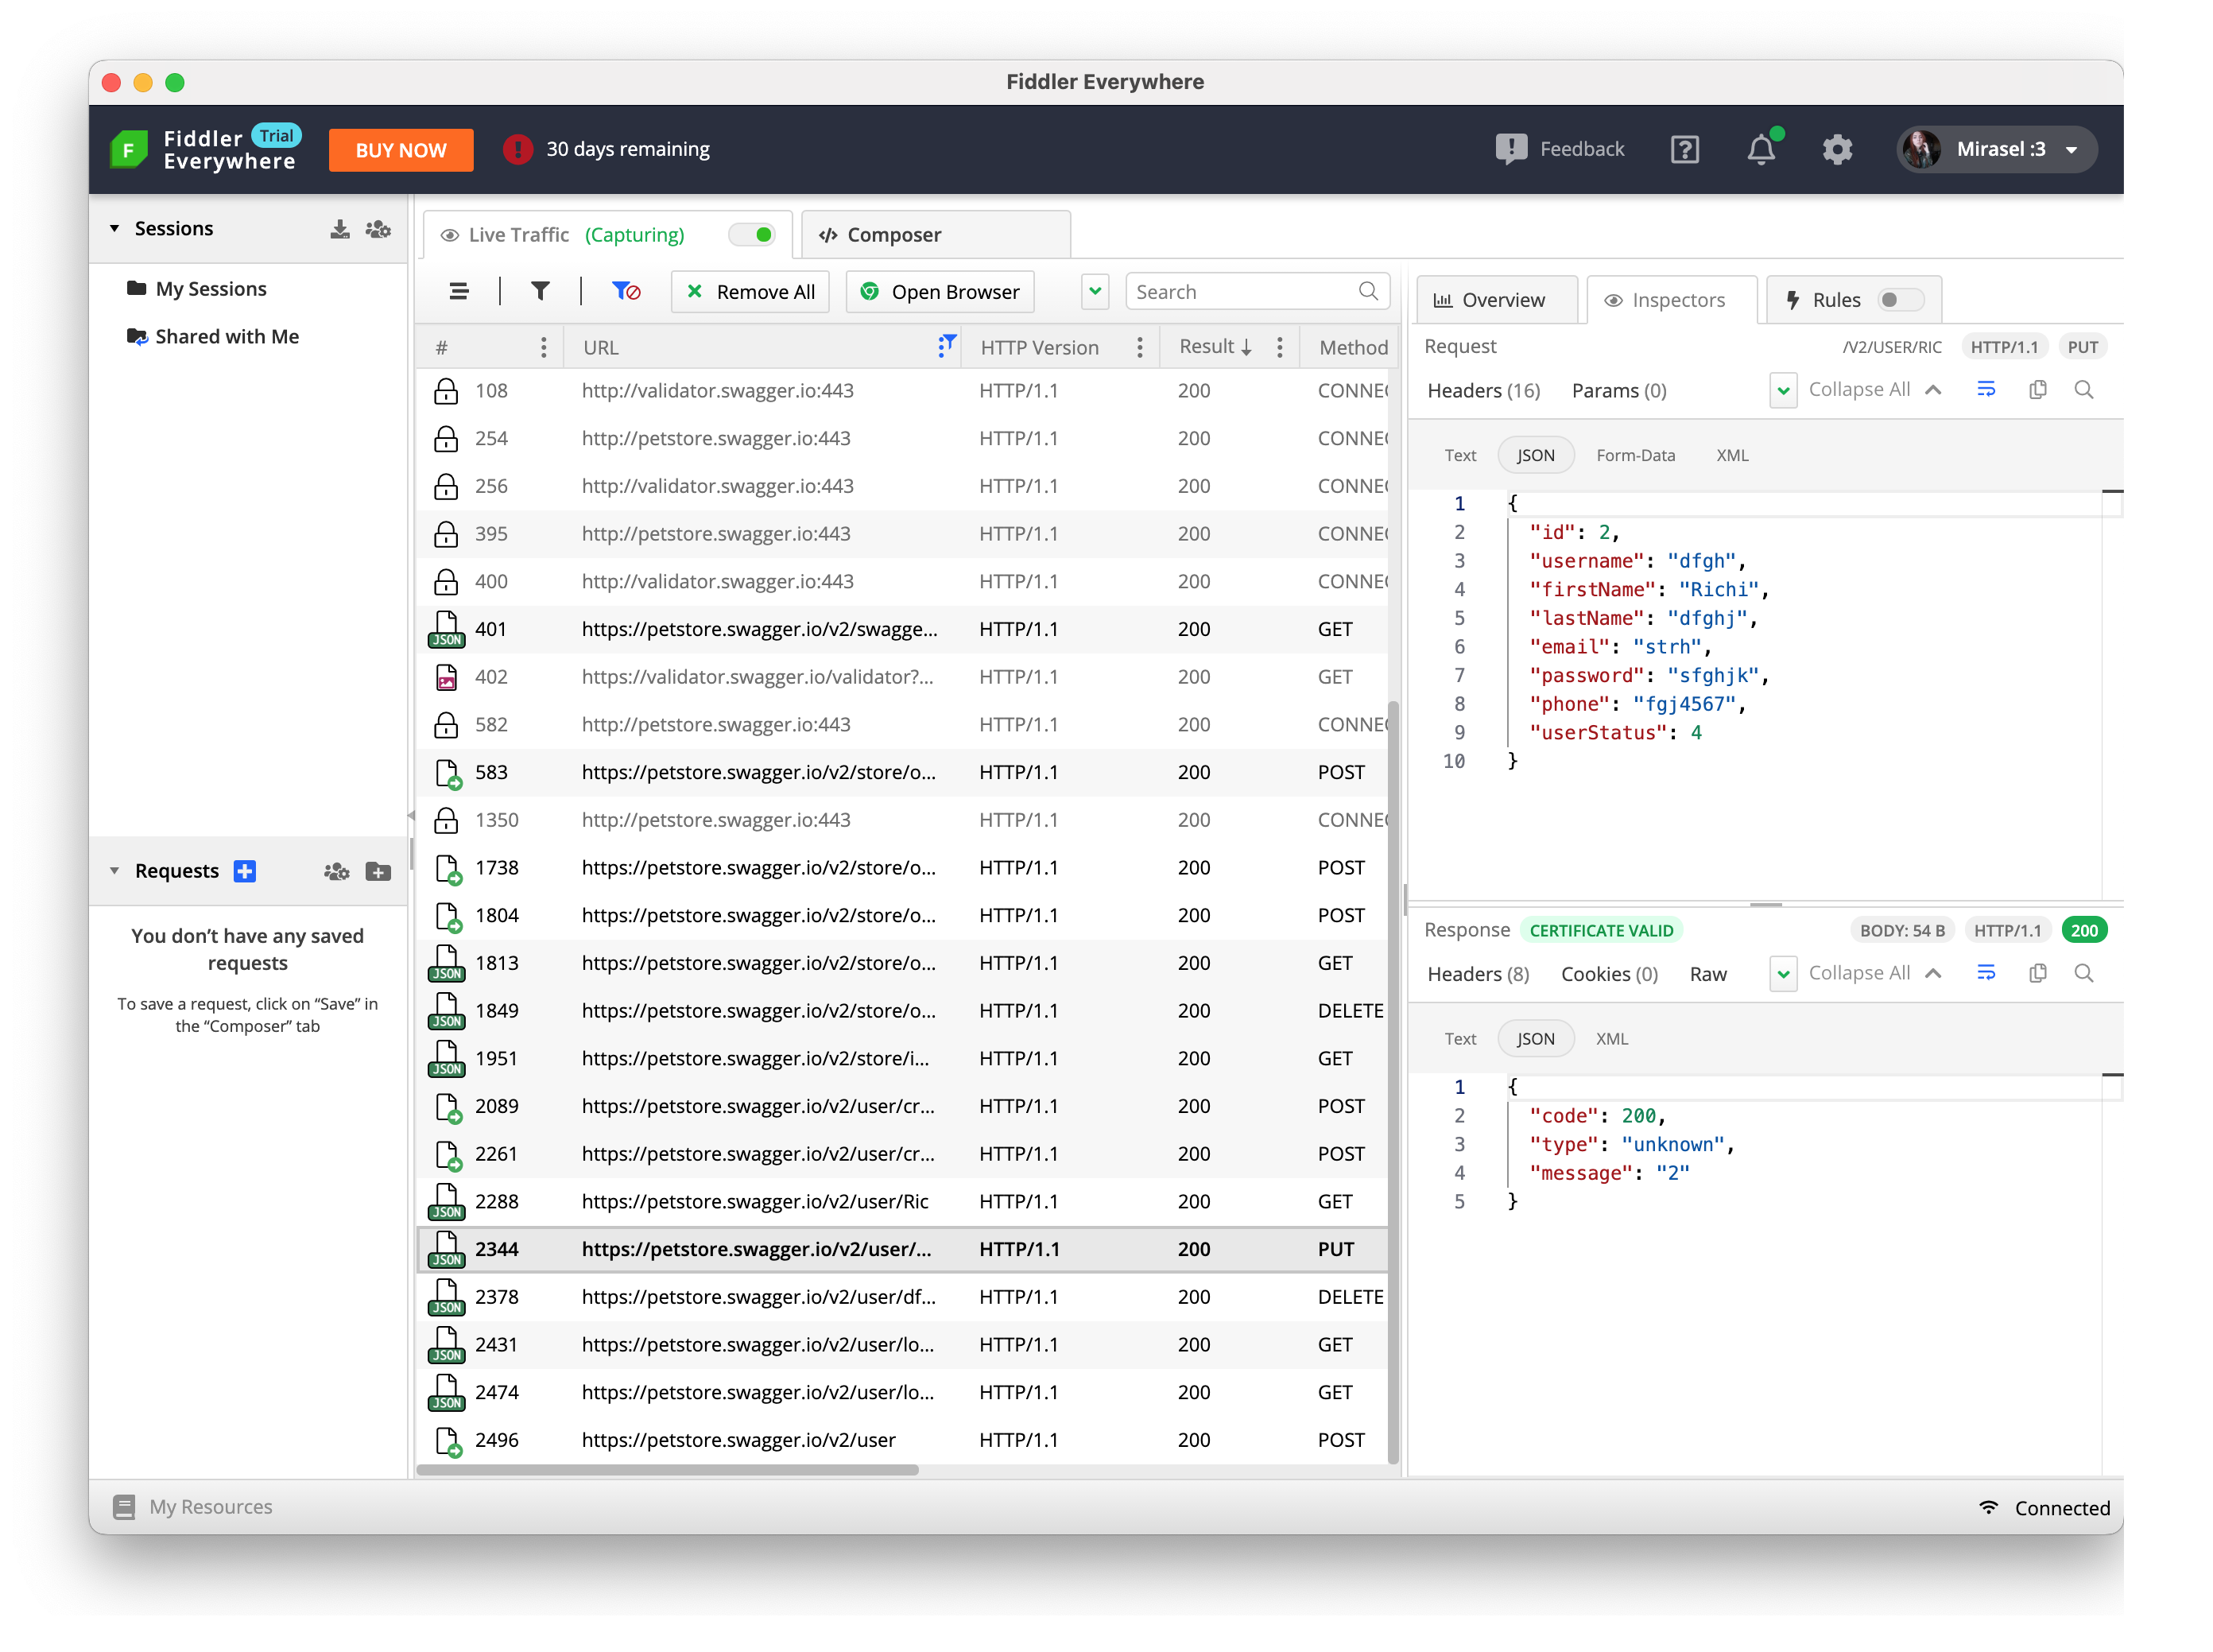 Fiddler Everywhere
Fiddler Everywhere Trial
BUY NOW
30 days remaining
Feedback
Mirasel :3
Sessions
My Sessions
Shared with Me
Requests
You don’t have any saved
requests
To save a request, click on “Save” in
the “Composer” tab
Live Traffic (Capturing)
Composer
Remove All
Open Browser
Search
# URL HTTP Version Result Method
108 http://validator.swagger.io:443 HTTP/1.1 200 CONNEC
254 http://petstore.swagger.io:443 HTTP/1.1 200 CONNEC
256 http://validator.swagger.io:443 HTTP/1.1 200 CONNEC
395 http://petstore.swagger.io:443 HTTP/1.1 200 CONNEC
400 http://validator.swagger.io:443 HTTP/1.1 200 CONNEC
JSON 401 https://petstore.swagger.io/v2/swagge... HTTP/1.1 200 GET
402 https://validator.swagger.io/validator?... HTTP/1.1 200 GET
582 http://petstore.swagger.io:443 HTTP/1.1 200 CONNEC
583 https://petstore.swagger.io/v2/store/o... HTTP/1.1 200 POST
1350 http://petstore.swagger.io:443 HTTP/1.1 200 CONNEC
1738 https://petstore.swagger.io/v2/store/o... HTTP/1.1 200 POST
1804 https://petstore.swagger.io/v2/store/o... HTTP/1.1 200 POST
JSON 1813 https://petstore.swagger.io/v2/store/o... HTTP/1.1 200 GET
JSON 1849 https://petstore.swagger.io/v2/store/o... HTTP/1.1 200 DELETE
JSON 1951 https://petstore.swagger.io/v2/store/i... HTTP/1.1 200 GET
2089 https://petstore.swagger.io/v2/user/cr... HTTP/1.1 200 POST
2261 https://petstore.swagger.io/v2/user/cr... HTTP/1.1 200 POST
JSON 2288 https://petstore.swagger.io/v2/user/Ric HTTP/1.1 200 GET
JSON 2344 https://petstore.swagger.io/v2/user/... HTTP/1.1 200 PUT
JSON 2378 https://petstore.swagger.io/v2/user/df... HTTP/1.1 200 DELETE
JSON 2431 https://petstore.swagger.io/v2/user/lo... HTTP/1.1 200 GET
JSON 2474 https://petstore.swagger.io/v2/user/lo... HTTP/1.1 200 GET
2496 https://petstore.swagger.io/v2/user HTTP/1.1 200 POST
Overview Inspectors Rules
Request /V2/USER/RIC HTTP/1.1 PUT
Headers (16) Params (0) Collapse All
Text JSON Form-Data XML
1 {
2 "id": 2,
3 "username": "dfgh",
4 "firstName": "Richi",
5 "lastName": "dfghj",
6 "email": "strh",
7 "password": "sfghjk",
8 "phone": "fgj4567",
9 "userStatus": 4
10 }
Response CERTIFICATE VALID BODY: 54 B HTTP/1.1 200
Headers (8) Cookies (0) Raw Collapse All
Text JSON XML
1 {
2 "code": 200,
3 "type": "unknown",
4 "message": "2"
5 }
My Resources
Connected